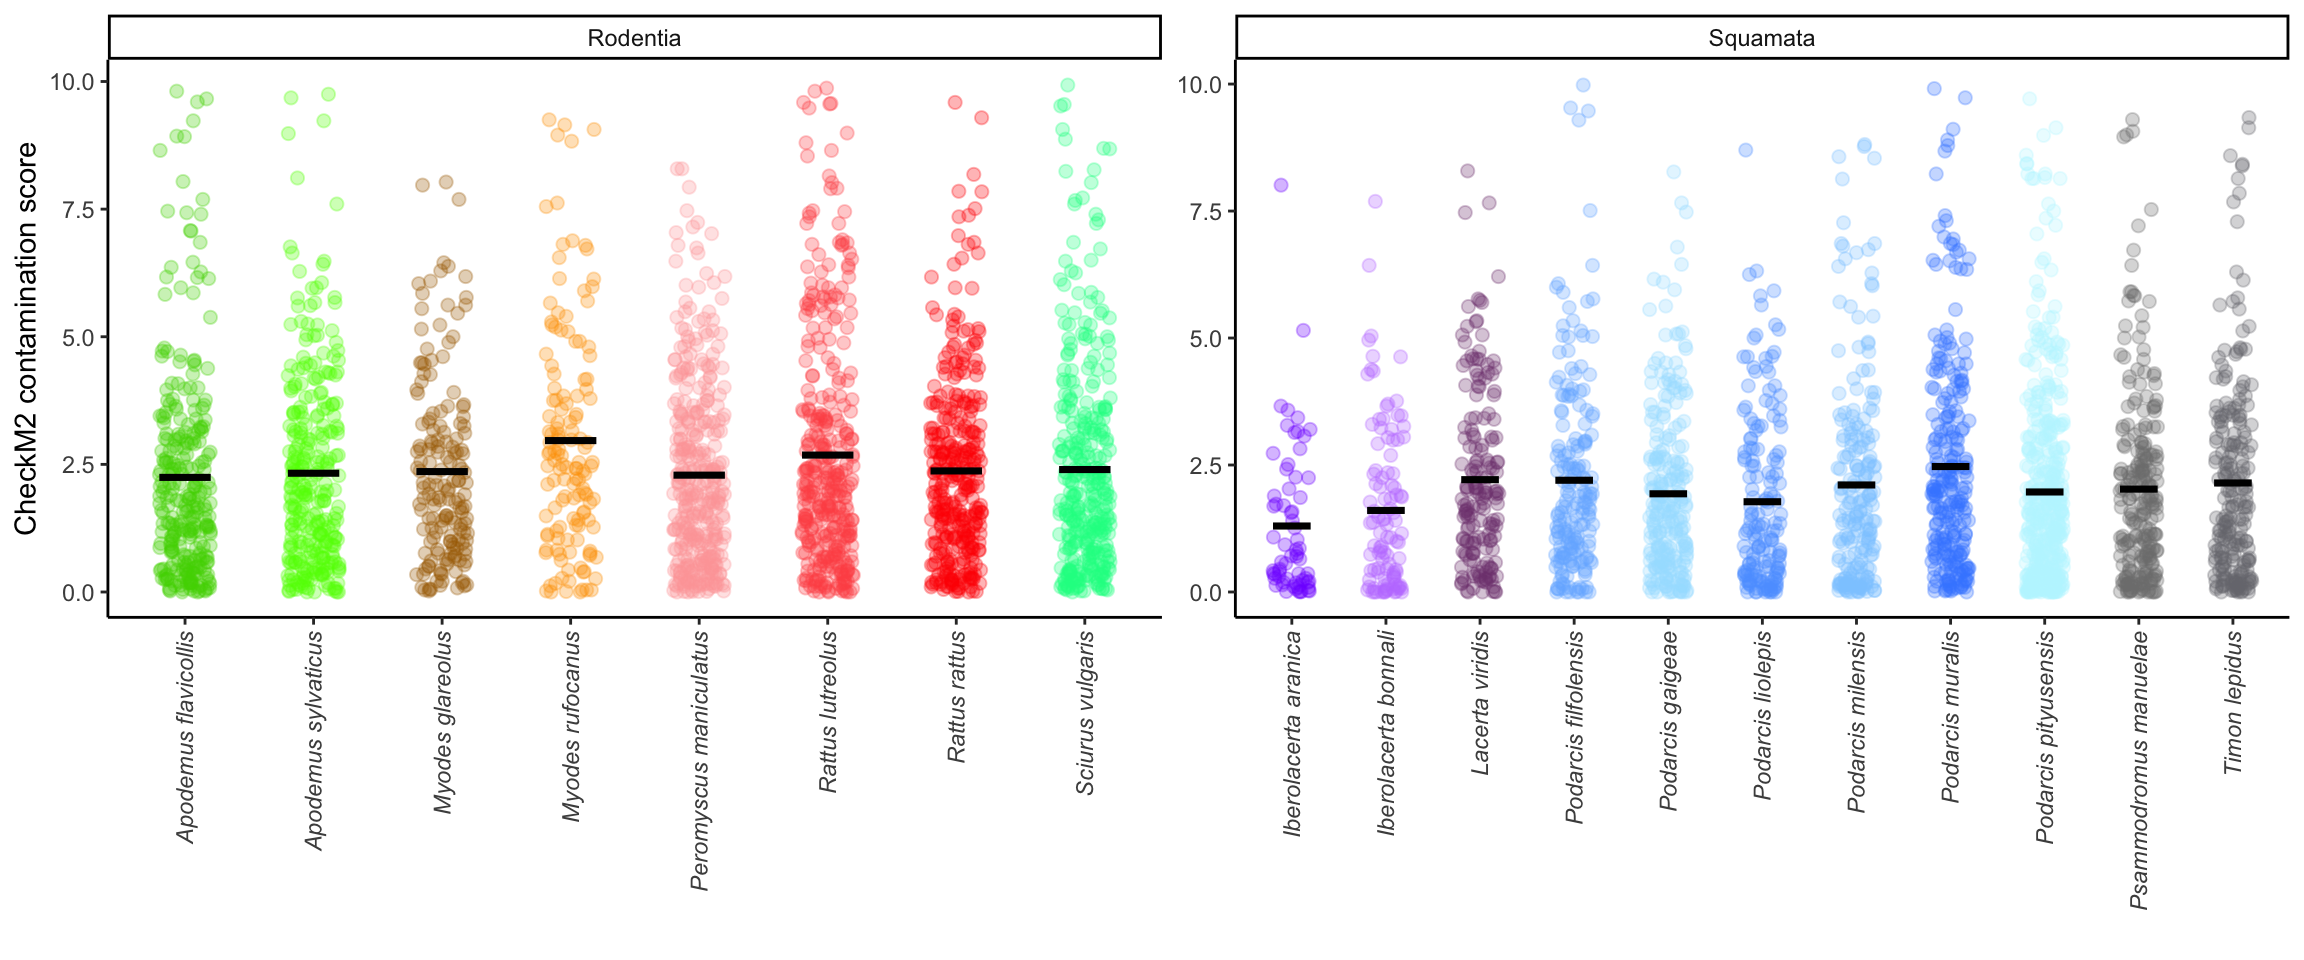 Rodentia
Squamata
CheckM2 contamination score
10.0
7.5
5.0
2.5
0.0
10.0
7.5
5.0
2.5
0.0
Apodemus flavicollis
Apodemus sylvaticus
Myodes glareolus
Myodes rufocanus
Peromyscus maniculatus
Rattus lutreolus
Rattus rattus
Sciurus vulgaris
Iberolacerta aranica
Iberolacerta bonnali
Lacerta viridis
Podarcis filfolensis
Podarcis gaigeae
Podarcis liolepis
Podarcis milensis
Podarcis muralis
Podarcis pityusensis
Psammodromus manuelae
Timon lepidus